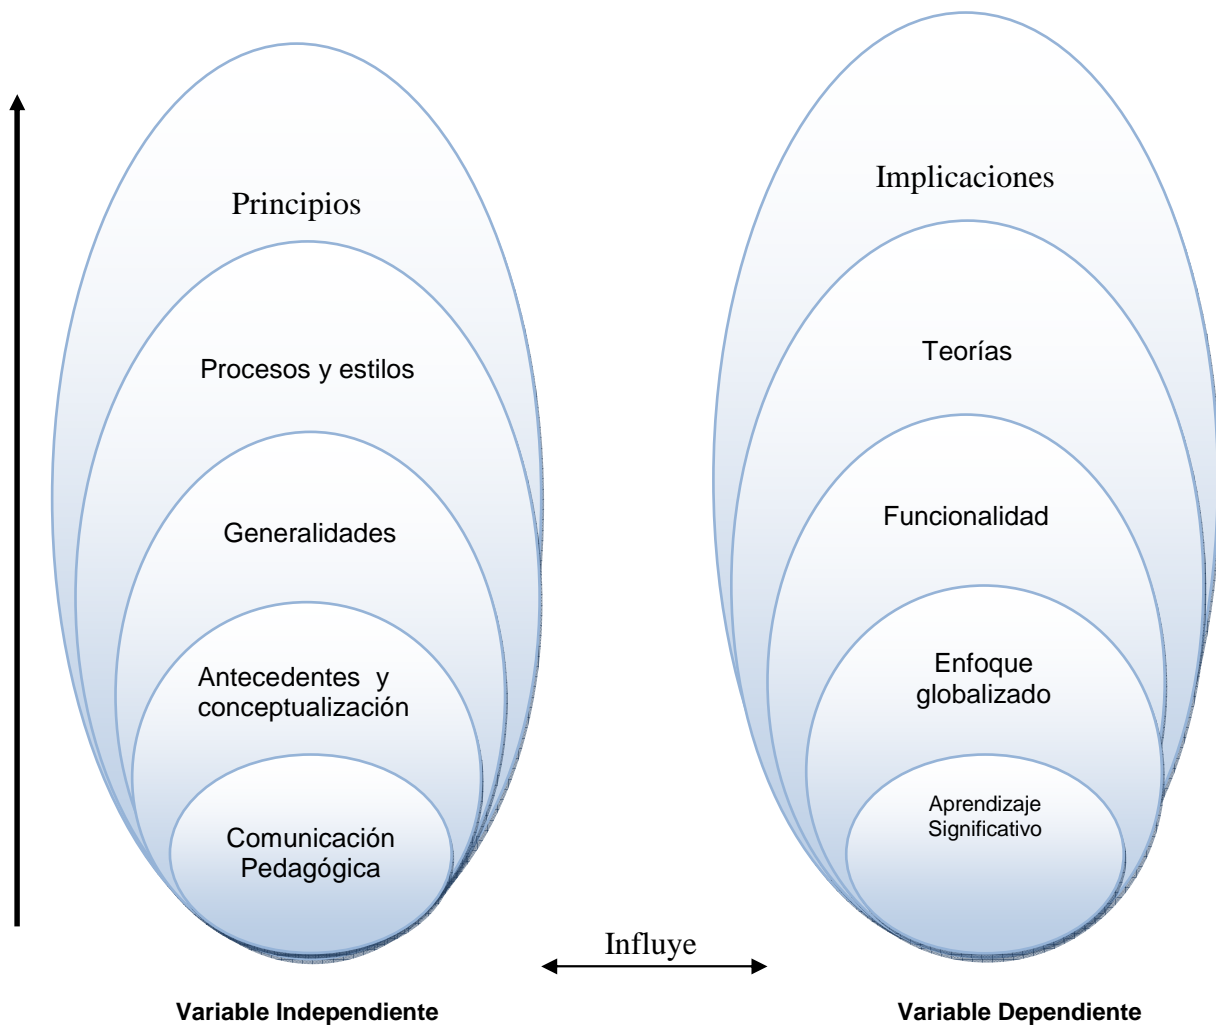 Principios
Procesos y estilos
Generalidades
Antecedentes y
conceptualización
Comunicación
Pedagógica
Implicaciones
Teorías
Funcionalidad
Enfoque
globalizado
Aprendizaje
Significativo
Influye
Variable Independiente
Variable Dependiente